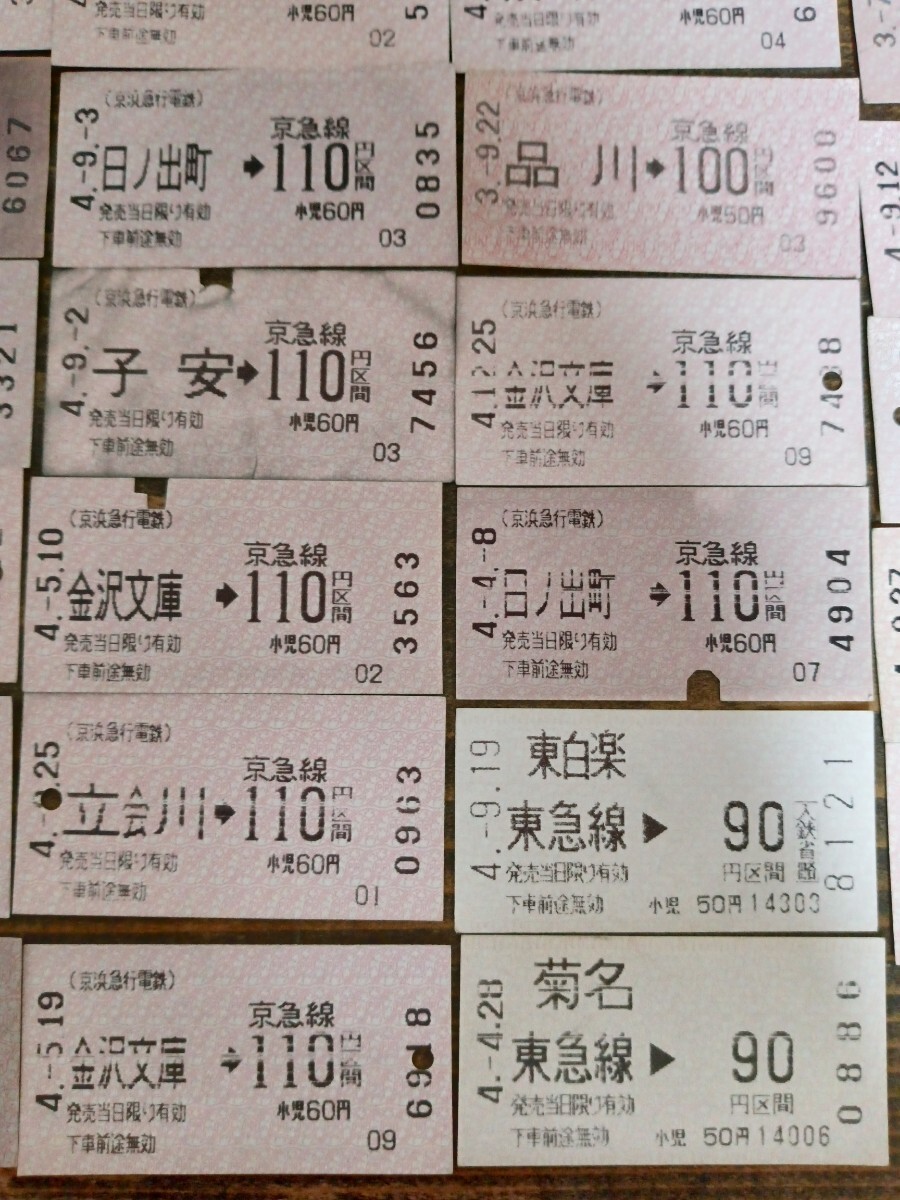 小児60円
5
02
発売当日限り有効
下車前途無効
小児60円
6
04
6067
(京浜急行電鉄)
4.-9.-3
京急線
日ノ出町 ➡ 110円区間
発売当日限り有効 小児60円
下車前途無効 03
0835
(京浜急行電鉄)
3.-9.22
京急線
品川 ➡ 100円区間
発売当日限り有効 小児50円
下車前途無効 03
9600
4.-9.12
3321
(京浜急行電鉄)
4.-9.-2
京急線
子安 ➡ 110円区間
発売当日限り有効 小児60円
下車前途無効 03
7456
(京浜急行電鉄)
4.12.25
京急線
金沢文庫 ➡ 110円区間
発売当日限り有効 小児60円
下車前途無効 09
(京浜急行電鉄)
4.-5.10
京急線
金沢文庫 ➡ 110円区間
発売当日限り有効 小児60円
下車前途無効 02
3563
(京浜急行電鉄)
4.-4.-8
京急線
日ノ出町 ➡ 110円区間
発売当日限り有効 小児60円
下車前途無効 07
4904
(京浜急行電鉄)
京急線
立会川 ➡ 110円区間
発売当日限り有効 小児60円
下車前途無効 01
0963
4.-9.19
東白楽
東急線 ▶ 90
発売当日限り有効 円区間
下車前途無効 小児 50円 14303
8121
(京浜急行電鉄)
4.-5.19
京急線
金沢文庫 ➡ 110円区間
発売当日限り有効 小児60円
下車前途無効 09
4.-4.28
菊名
東急線 ▶ 90
発売当日限り有効 円区間
下車前途無効 小児 50円 14006
0886